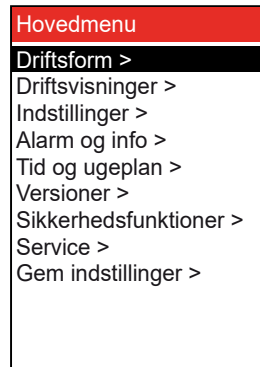 Hovedmenu
Driftsform >
Driftsvisninger >
Indstillinger >
Alarm og info >
Tid og ugeplan >
Versioner >
Sikkerhedsfunktioner >
Service >
Gem indstillinger >